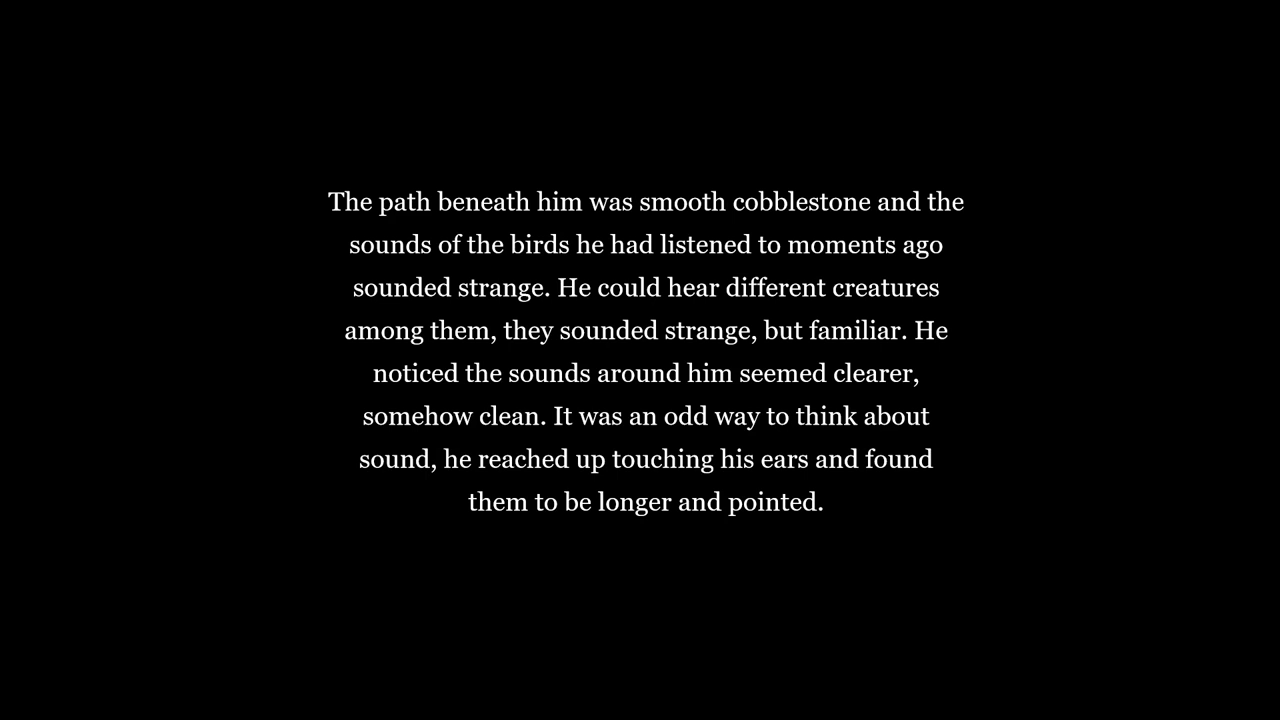 The path beneath him was smooth cobblestone and the
sounds of the birds he had listened to moments ago
sounded strange. He could hear different creatures
among them, they sounded strange, but familiar. He
noticed the sounds around him seemed clearer,
somehow clean. It was an odd way to think about
sound, he reached up touching his ears and found
them to be longer and pointed.